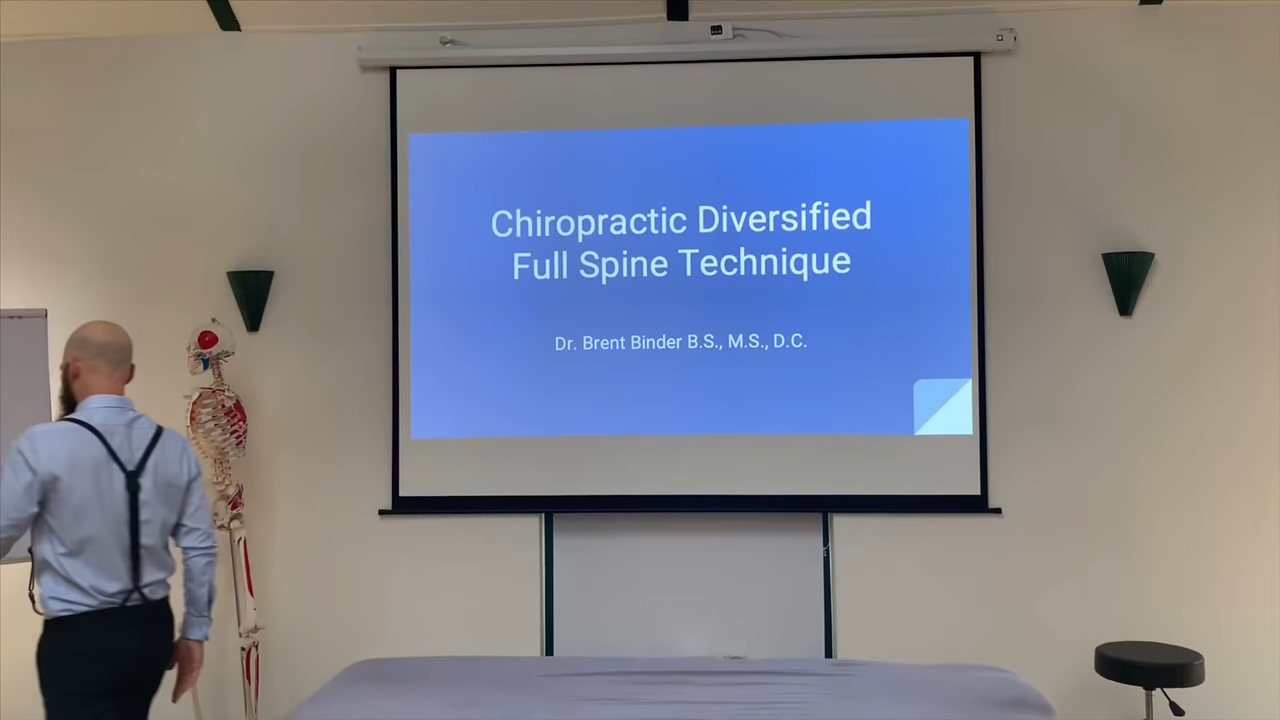 Chiropractic Diversified
Full Spine Technique
Dr. Brent Binder B.S., M.S., D.C.